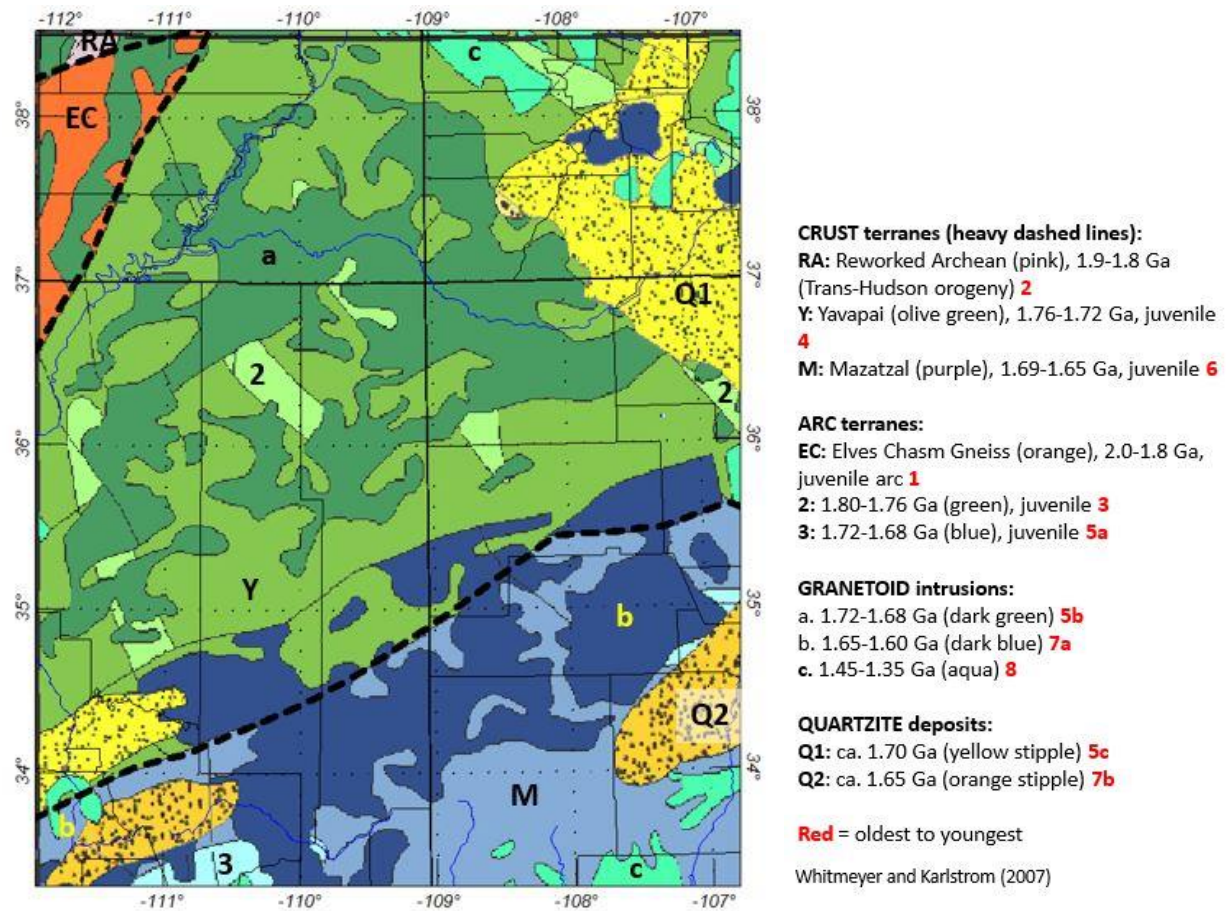 -112° -111° -110° -109° -108° -107°
RA
c
38° EC 38°
a
37° 37°
Q1
2
2
36° 36°
Y
35° 35°
b
Q2
34° 34°
M
b
3
c
-111° -110° -109° -108° -107°
CRUST terranes (heavy dashed lines):
RA: Reworked Archean (pink), 1.9-1.8 Ga
(Trans-Hudson orogeny) 2
Y: Yavapai (olive green), 1.76-1.72 Ga, juvenile
4
M: Mazatzal (purple), 1.69-1.65 Ga, juvenile 6
ARC terranes:
EC: Elves Chasm Gneiss (orange), 2.0-1.8 Ga,
juvenile arc 1
2: 1.80-1.76 Ga (green), juvenile 3
3: 1.72-1.68 Ga (blue), juvenile 5a
GRANETOID intrusions:
a. 1.72-1.68 Ga (dark green) 5b
b. 1.65-1.60 Ga (dark blue) 7a
c. 1.45-1.35 Ga (aqua) 8
QUARTZITE deposits:
Q1: ca. 1.70 Ga (yellow stipple) 5c
Q2: ca. 1.65 Ga (orange stipple) 7b
Red = oldest to youngest
Whitmeyer and Karlstrom (2007)